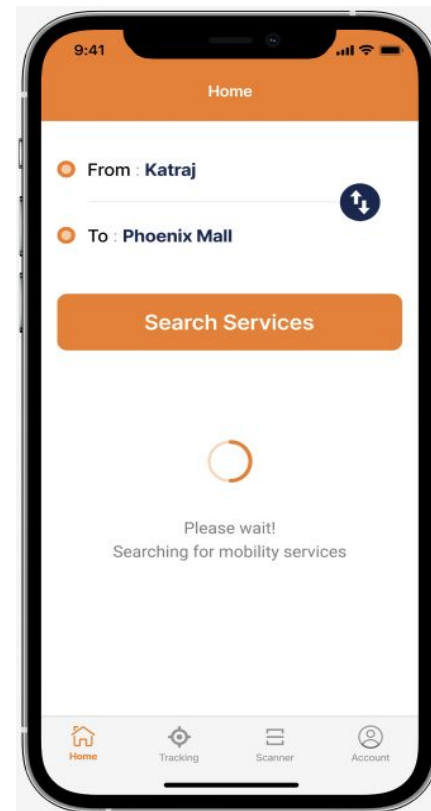 9:41
Home
From : Katraj
To : Phoenix Mall
Search Services
Please wait!
Searching for mobility services
Home
Tracking
Scanner
Account